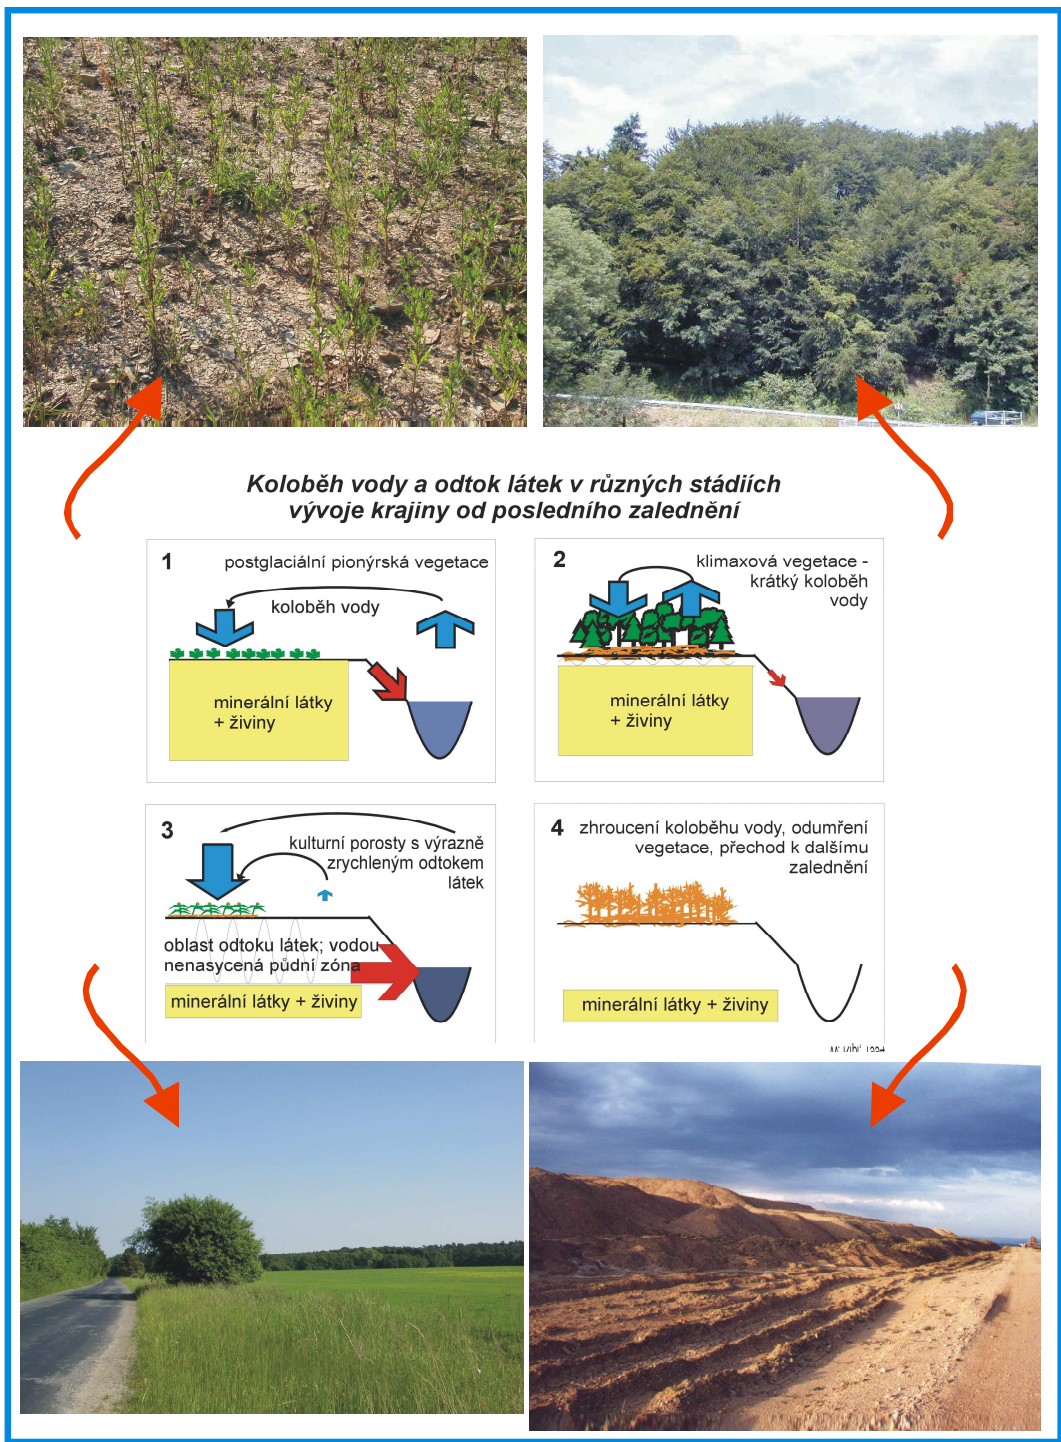 Koloběh vody a odtok látek v různých stádiích
vývoje krajiny od posledního zalednění
1
postglaciální pionýrská vegetace
koloběh vody
minerální látky
+ živiny
2
klimaxová vegetace -
krátký koloběh
vody
minerální látky
+ živiny
3
kulturní porosty s výrazně
zrychleným odtokem
látek
oblast odtoku látek; vodou
nenasycená půdní zóna
minerální látky + živiny
4
zhroucení koloběhu vody, odumření
vegetace, přechod k dalšímu
zalednění
minerální látky + živiny